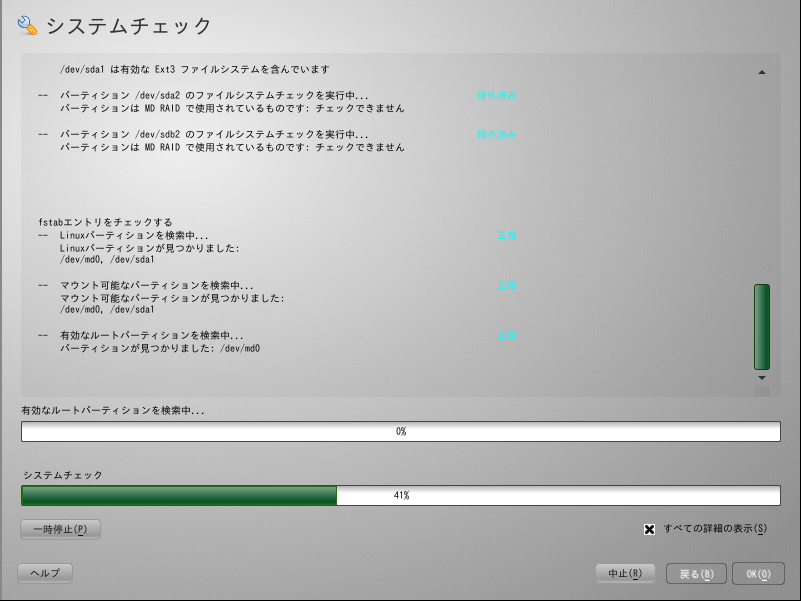 システムチェック
/dev/sda1 は有効な Ext3 ファイルシステムを含んでいます
-- パーティション /dev/sda2 のファイルシステムチェックを実行中... 除外済み
パーティションは MD RAID で使用されているものです: チェックできません
-- パーティション /dev/sdb2 のファイルシステムチェックを実行中... 除外済み
パーティションは MD RAID で使用されているものです: チェックできません
fstabエントリをチェックする
-- Linuxパーティションを検索中... 正常
Linuxパーティションが見つかりました:
/dev/md0, /dev/sda1
-- マウント可能なパーティションを検索中... 正常
マウント可能なパーティションが見つかりました:
/dev/md0, /dev/sda1
-- 有効なルートパーティションを検索中... 正常
パーティションが見つかりました: /dev/md0
有効なルートパーティションを検索中...
0%
システムチェック
41%
一時停止(P)
すべての詳細の表示(S)
ヘルプ
中止(R)
戻る(B)
OK(O)